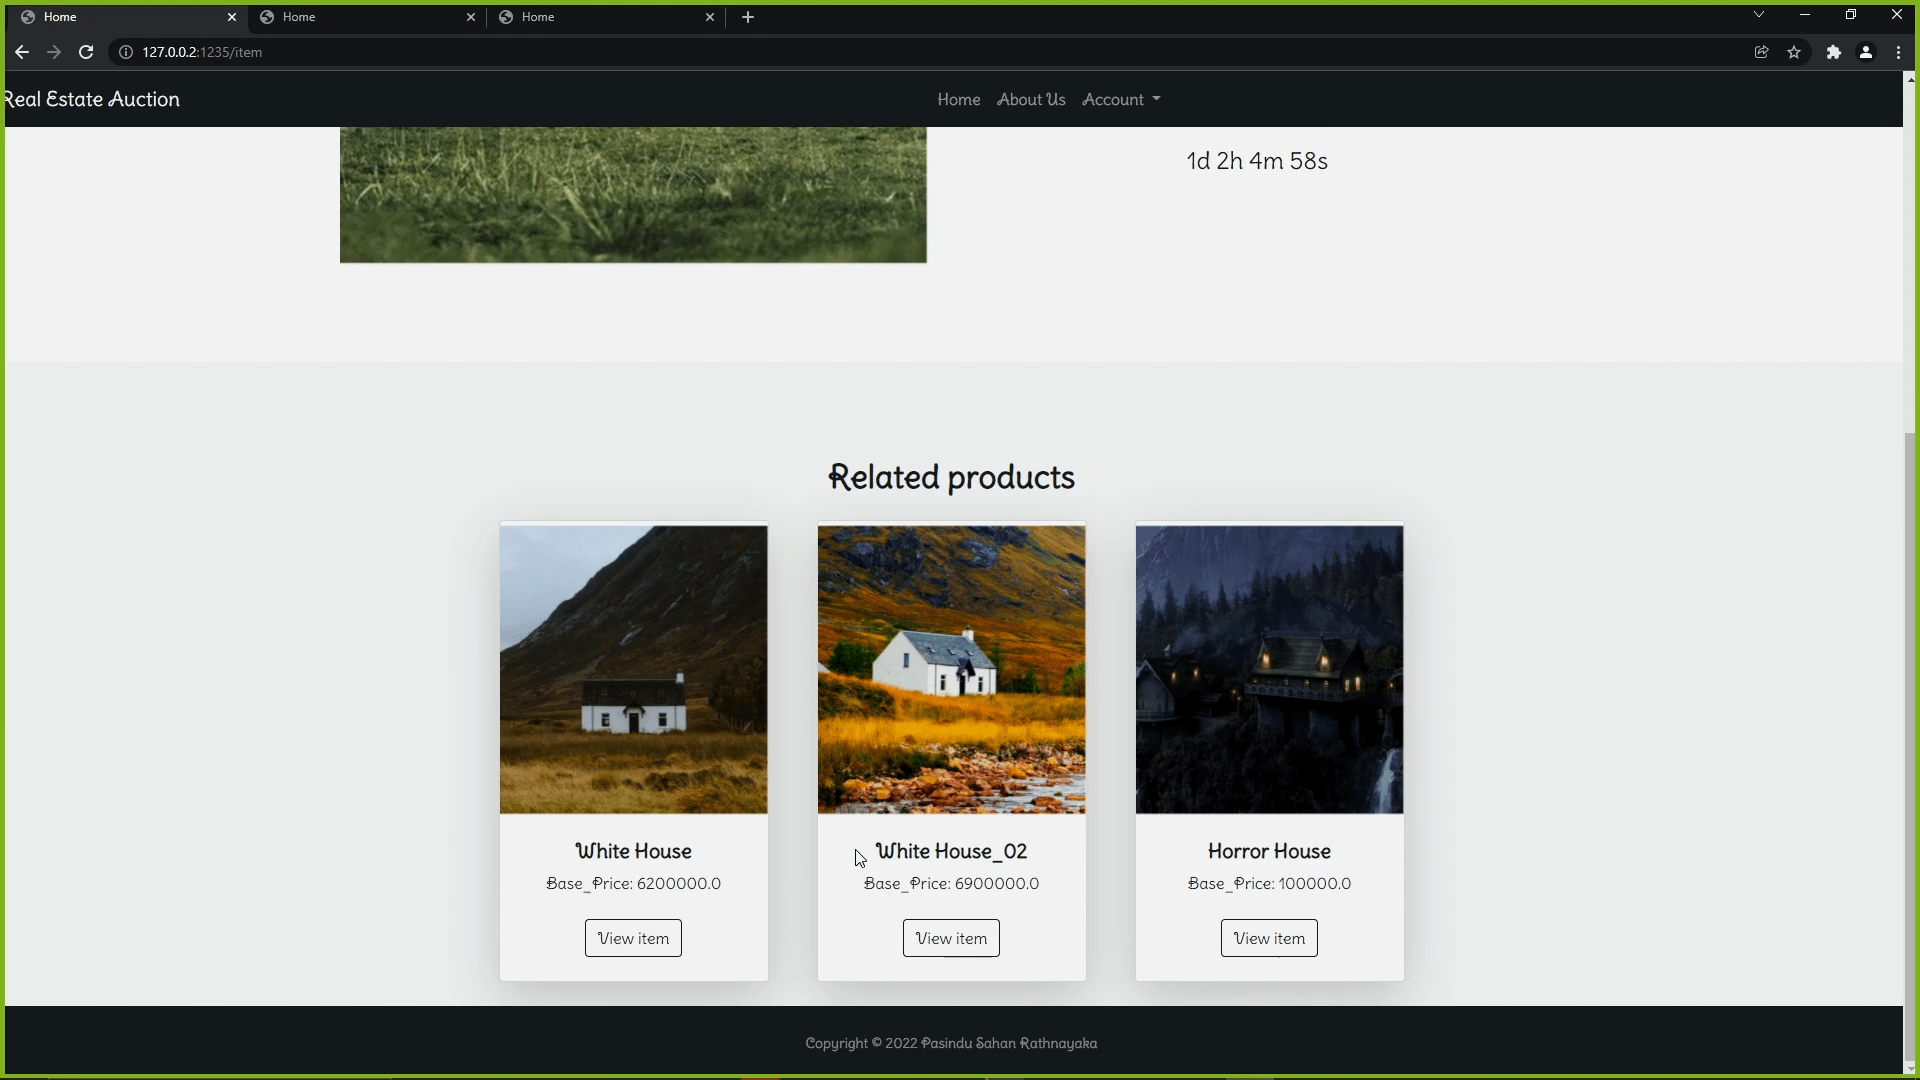 Home
Home
Home
127.0.0.2:1235/item
Real Estate Auction
Home
About Us
Account
1d 2h 4m 58s
Related products
White House
Base_Price: 6200000.0
View item
White House_02
Base_Price: 6900000.0
View item
Horror House
Base_Price: 100000.0
View item
Copyright © 2022 Pasindu Sahan Rathnayaka